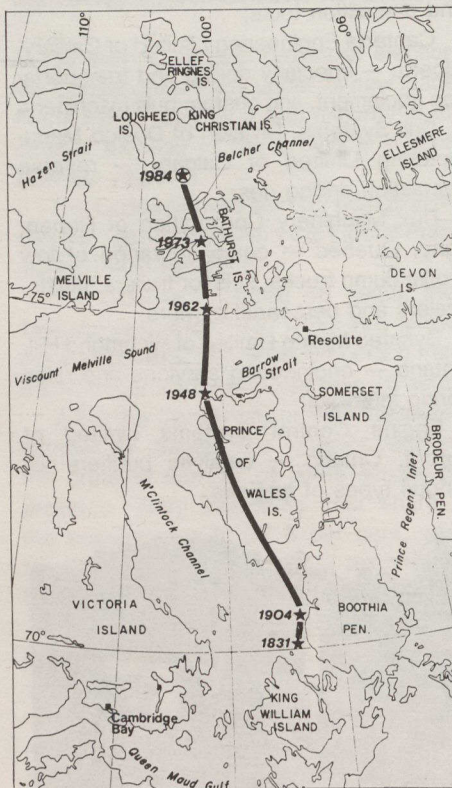 110°
100°
90°
ELLEF
RINGNES
IS.
LOUGHEED
IS.
KING
CHRISTIAN IS.
Hazen Strait
Belcher Channel
ELLESMERE
ISLAND
1984
1973
BATHURST IS.
MELVILLE
ISLAND
DEVON
IS.
75°
1962
Resolute
Viscount Melville Sound
Barrow
Strait
1948
SOMERSET
ISLAND
PRINCE
OF
WALES
IS.
BRODEUR PEN.
Prince Regent Inlet
McClintock Channel
VICTORIA
ISLAND
1904
BOOTHIA
PEN.
70°
1831
KING
WILLIAM
ISLAND
Cambridge
Bay
Queen Maud Gulf